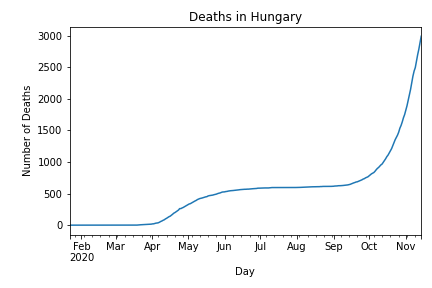 Deaths in Hungary
Number of Deaths
3000
2500
2000
1500
1000
500
0
Feb Mar Apr May Jun Jul Aug Sep Oct Nov
2020
Day